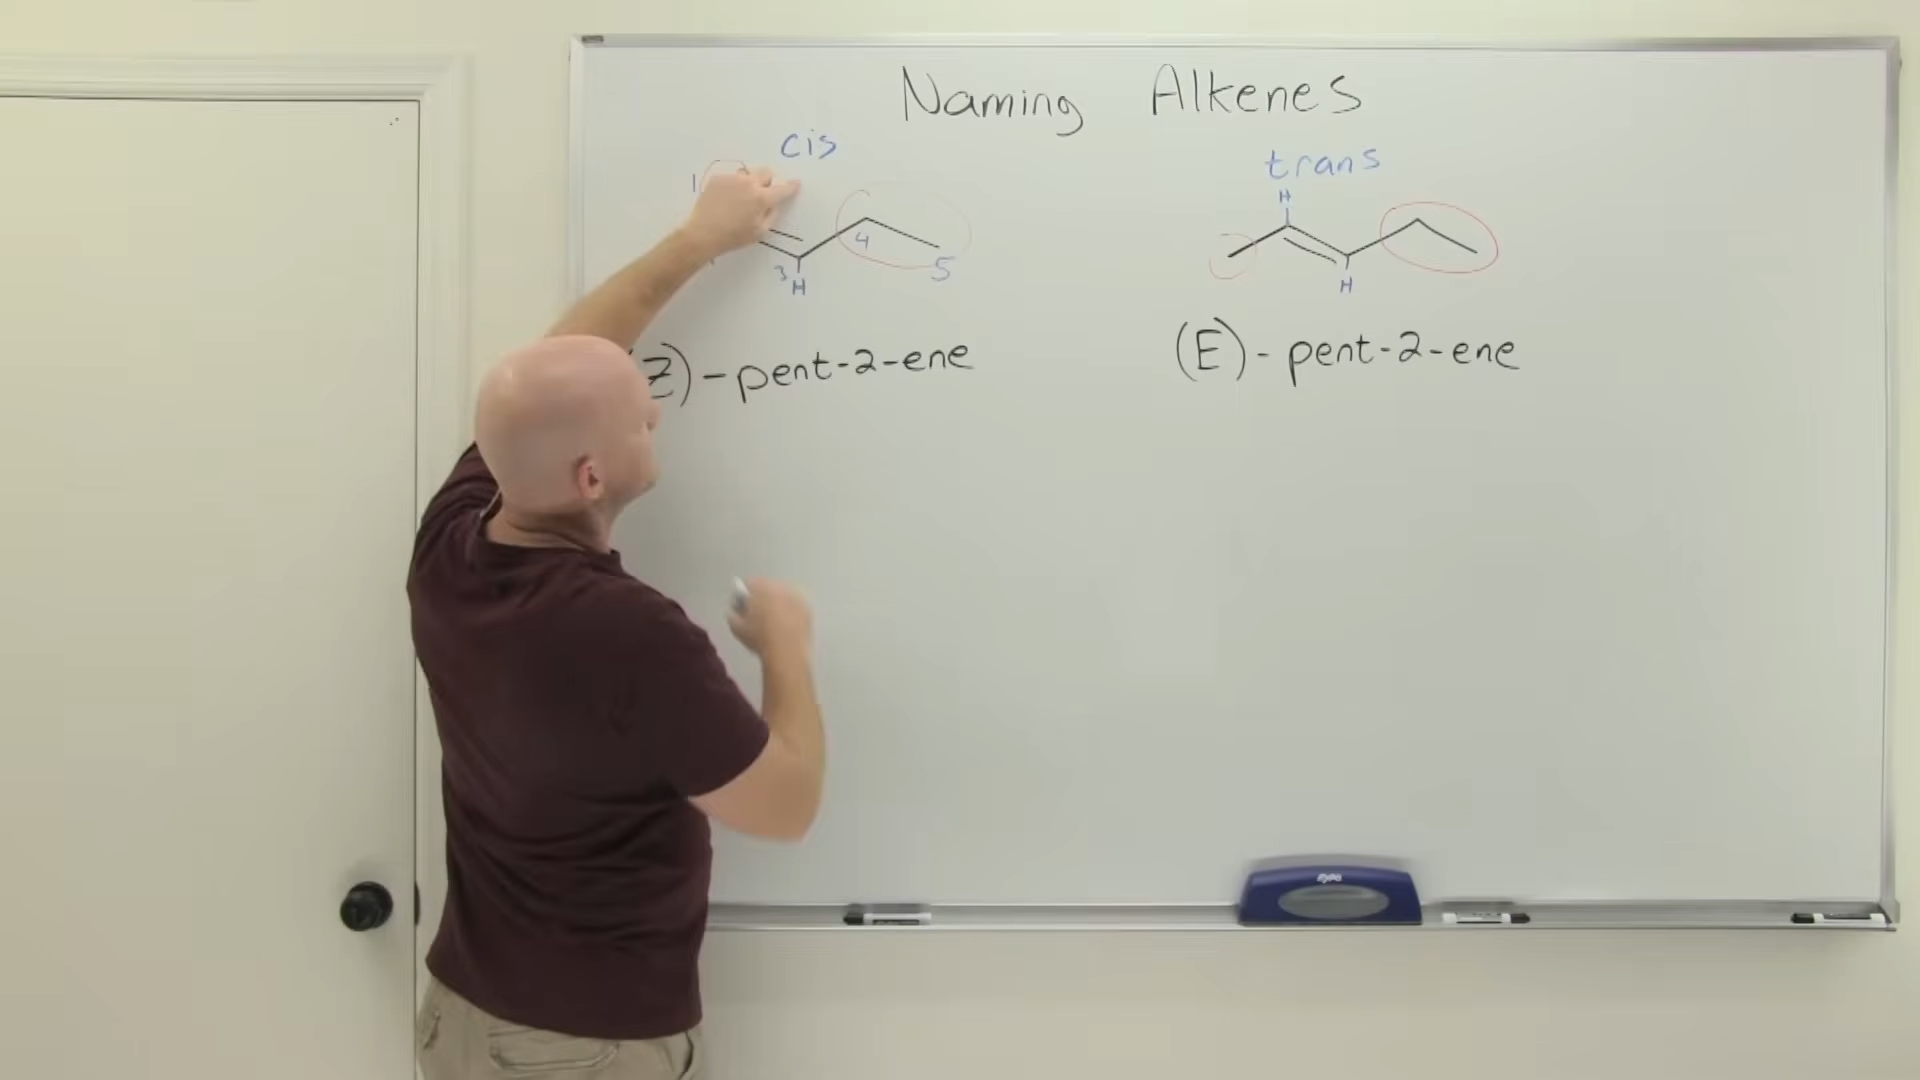 Naming Alkenes
cis
trans
1
H
4
3
5
H
H
Z) - pent-2-ene
(E) - pent-2-ene